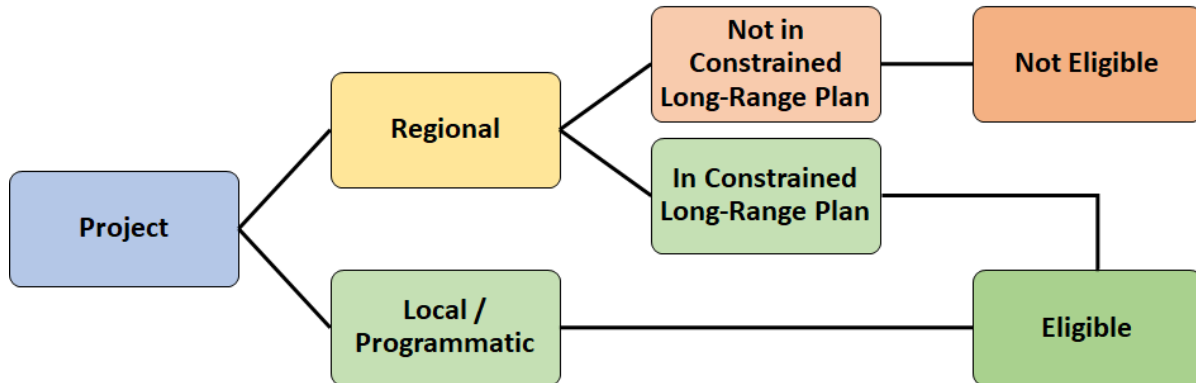 Not in
Constrained
Long-Range Plan
Not Eligible
Regional
In Constrained
Long-Range Plan
Project
Local /
Programmatic
Eligible